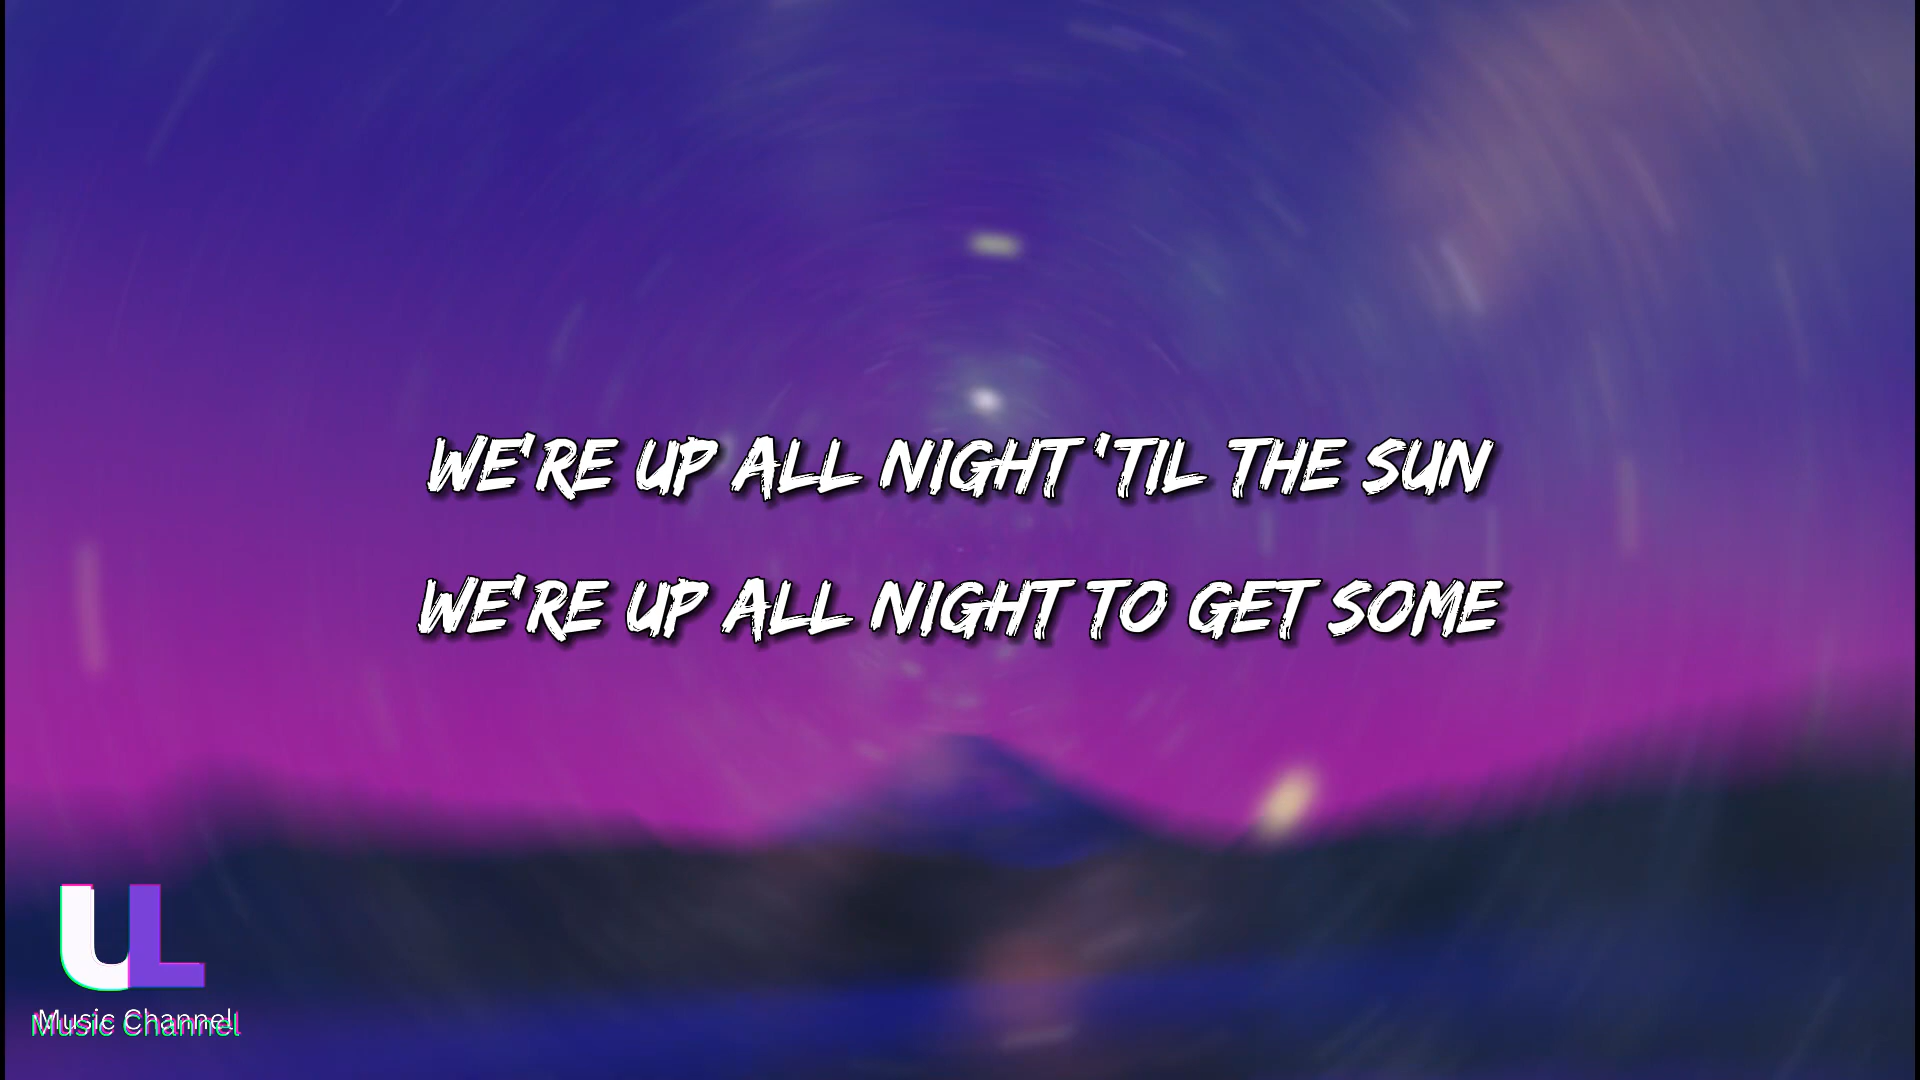 WE'RE UP ALL NIGHT 'TIL THE SUN
WE'RE UP ALL NIGHT TO GET SOME
UL
Music Channel